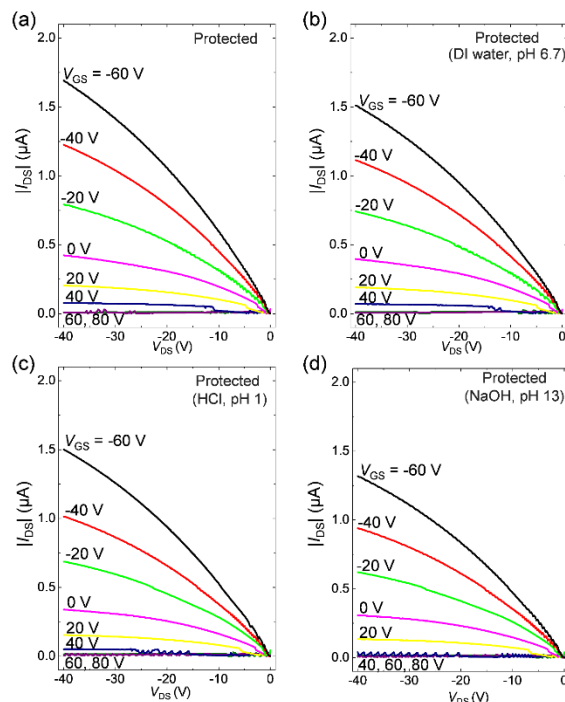 (a)
Protected
2.0
1.5
1.0
0.5
0.0
|I_DS| (µA)
V_GS = -60 V
-40 V
-20 V
0 V
20 V
40 V
60, 80 V
-40 -30 -20 -10 0
V_DS (V)
(b)
Protected
(DI water, pH 6.7)
2.0
1.5
1.0
0.5
0.0
|I_DS| (µA)
V_GS = -60 V
-40 V
-20 V
0 V
20 V
40 V
60, 80 V
-40 -30 -20 -10 0
V_DS (V)
(c)
Protected
(HCl, pH 1)
2.0
1.5
1.0
0.5
0.0
|I_DS| (µA)
V_GS = -60 V
-40 V
-20 V
0 V
20 V
40 V
60, 80 V
-40 -30 -20 -10 0
V_DS (V)
(d)
Protected
(NaOH, pH 13)
2.0
1.5
1.0
0.5
0.0
|I_DS| (µA)
V_GS = -60 V
-40 V
-20 V
0 V
20 V
40, 60, 80 V
-40 -30 -20 -10 0
V_DS (V)